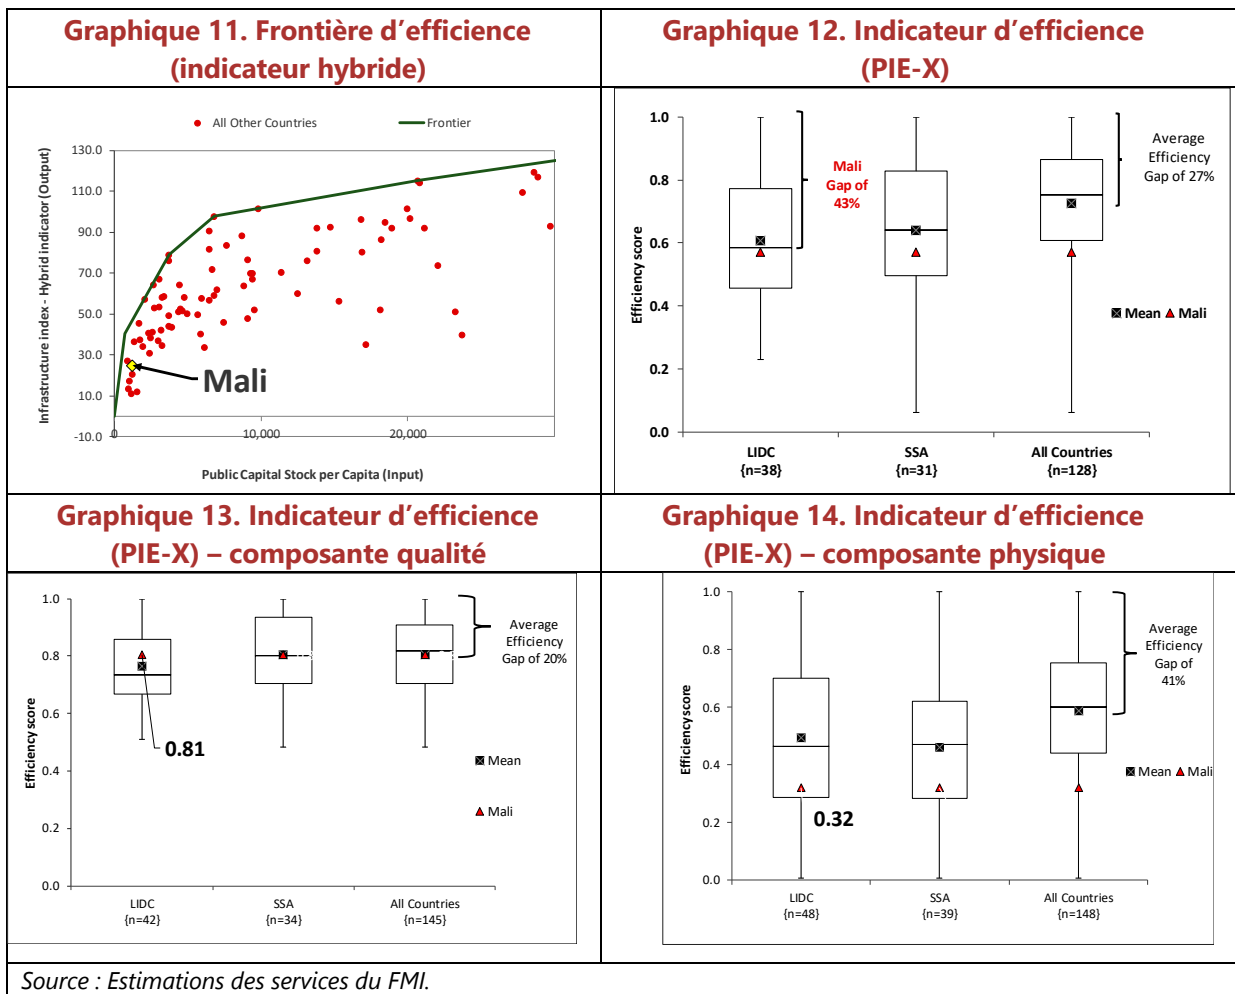 Graphique 11. Frontière d’efficience
(indicateur hybride)
All Other Countries
Frontier
Infrastructure index - Hybrid indicator (Output)
130.0
110.0
90.0
70.0
50.0
30.0
10.0
-10.0
0
10,000
20,000
Mali
Public Capital Stock per Capita (Input)
Graphique 12. Indicateur d’efficience
(PIE-X)
Efficiency score
1.0
0.8
0.6
0.4
0.2
0.0
Mali
Gap of
43%
Average
Efficiency
Gap of 27%
Mean
Mali
LIDC
{n=38}
SSA
{n=31}
All Countries
{n=128}
Graphique 13. Indicateur d’efficience
(PIE-X) – composante qualité
Efficiency score
1.0
0.8
0.6
0.4
0.2
0.0
0.81
Average
Efficiency
Gap of 20%
Mean
Mali
LIDC
{n=42}
SSA
{n=34}
All Countries
{n=145}
Graphique 14. Indicateur d’efficience
(PIE-X) – composante physique
Efficiency score
1.0
0.8
0.6
0.4
0.2
0.0
0.32
Average
Efficiency
Gap of
41%
Mean
Mali
LIDC
{n=48}
SSA
{n=39}
All Countries
{n=148}
Source : Estimations des services du FMI.